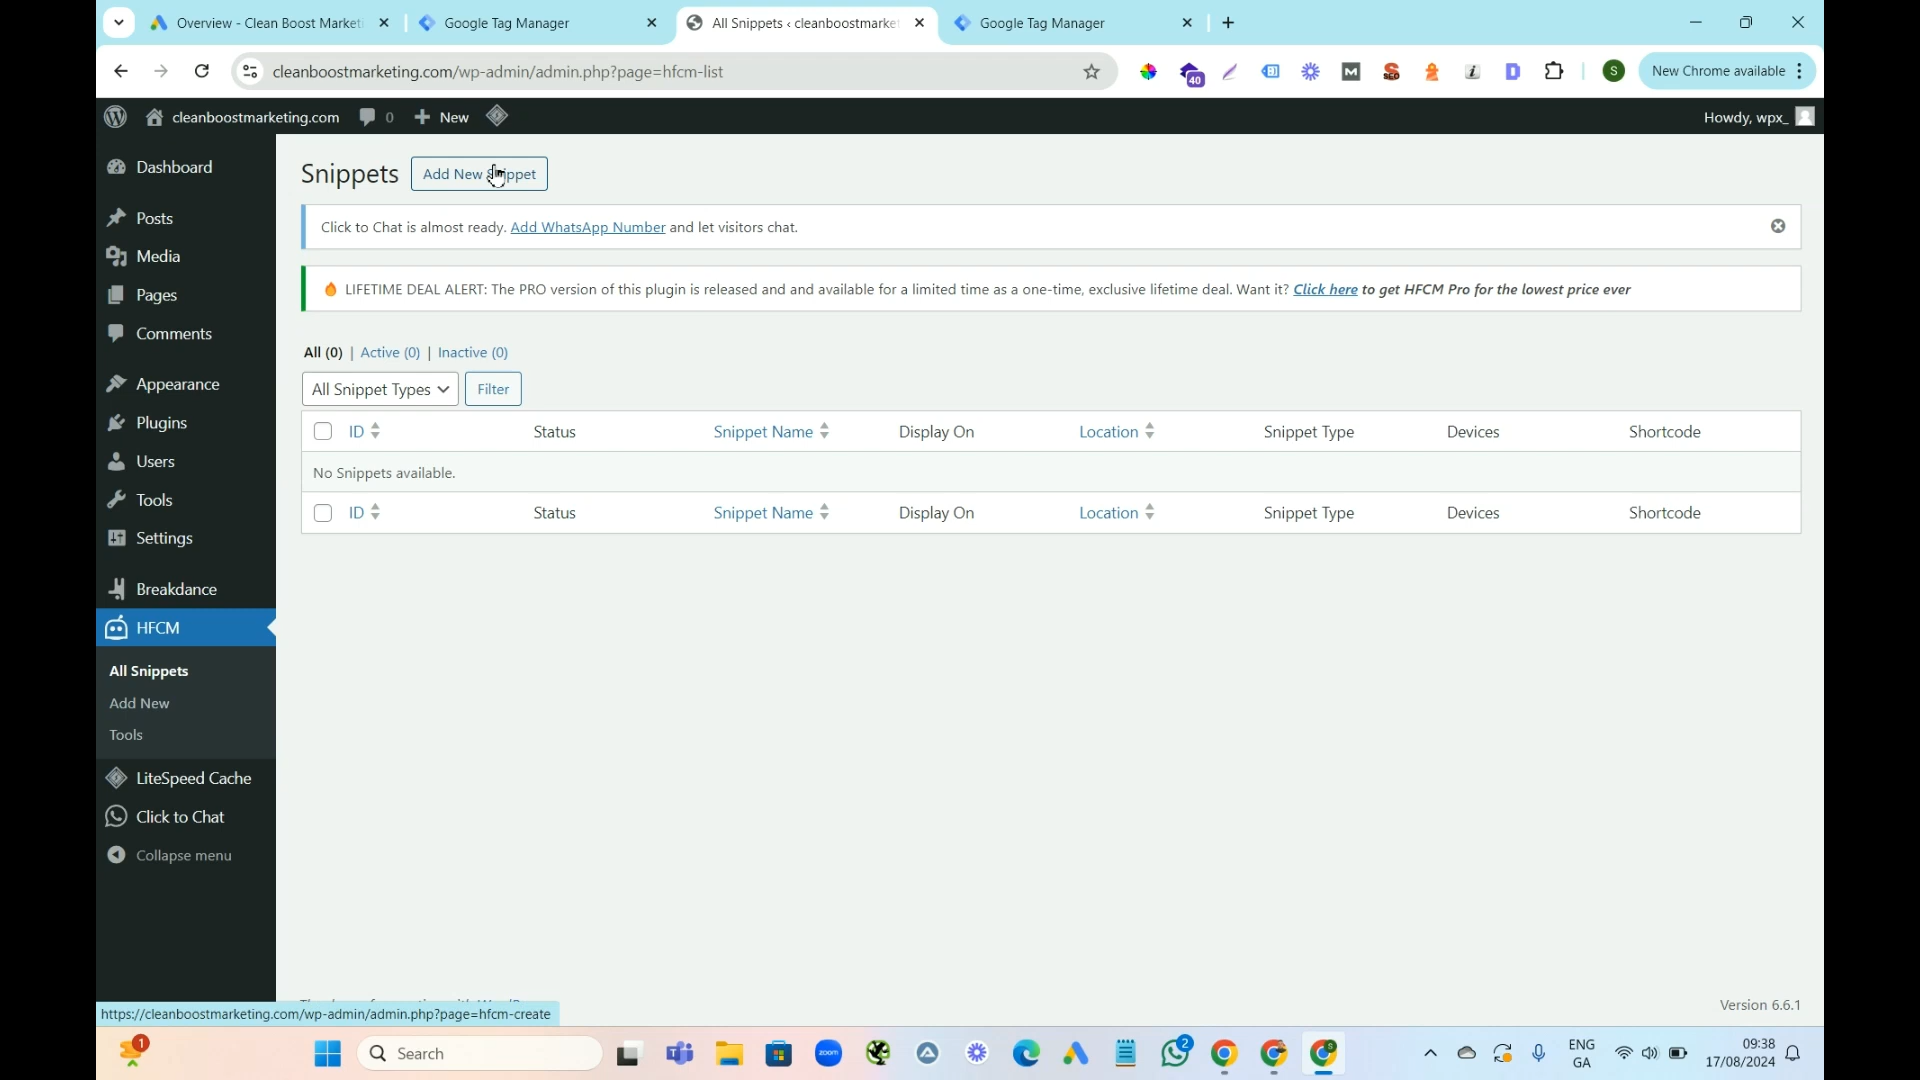 Overview - Clean Boost Market
Google Tag Manager
All Snippets ‹ cleanboostmarke
Google Tag Manager
cleanboostmarketing.com/wp-admin/admin.php?page=hfcm-list
40
S
New Chrome available
cleanboostmarketing.com
0
New
Howdy, wpx_
Dashboard
Posts
Media
Pages
Comments
Appearance
Plugins
Users
Tools
Settings
Breakdance
HFCM
All Snippets
Add New
Tools
LiteSpeed Cache
Click to Chat
Collapse menu
Snippets
Add New Snippet
Click to Chat is almost ready. Add WhatsApp Number and let visitors chat.
LIFETIME DEAL ALERT: The PRO version of this plugin is released and and available for a limited time as a one-time, exclusive lifetime deal. Want it? Click here to get HFCM Pro for the lowest price ever
All (0) | Active (0) | Inactive (0)
All Snippet Types
Filter
ID Status Snippet Name Display On Location Snippet Type Devices Shortcode
No Snippets available.
ID Status Snippet Name Display On Location Snippet Type Devices Shortcode
Version 6.6.1
https://cleanboostmarketing.com/wp-admin/admin.php?page=hfcm-create
1
Search
zoom
2
ENG
GA
09:38
17/08/2024